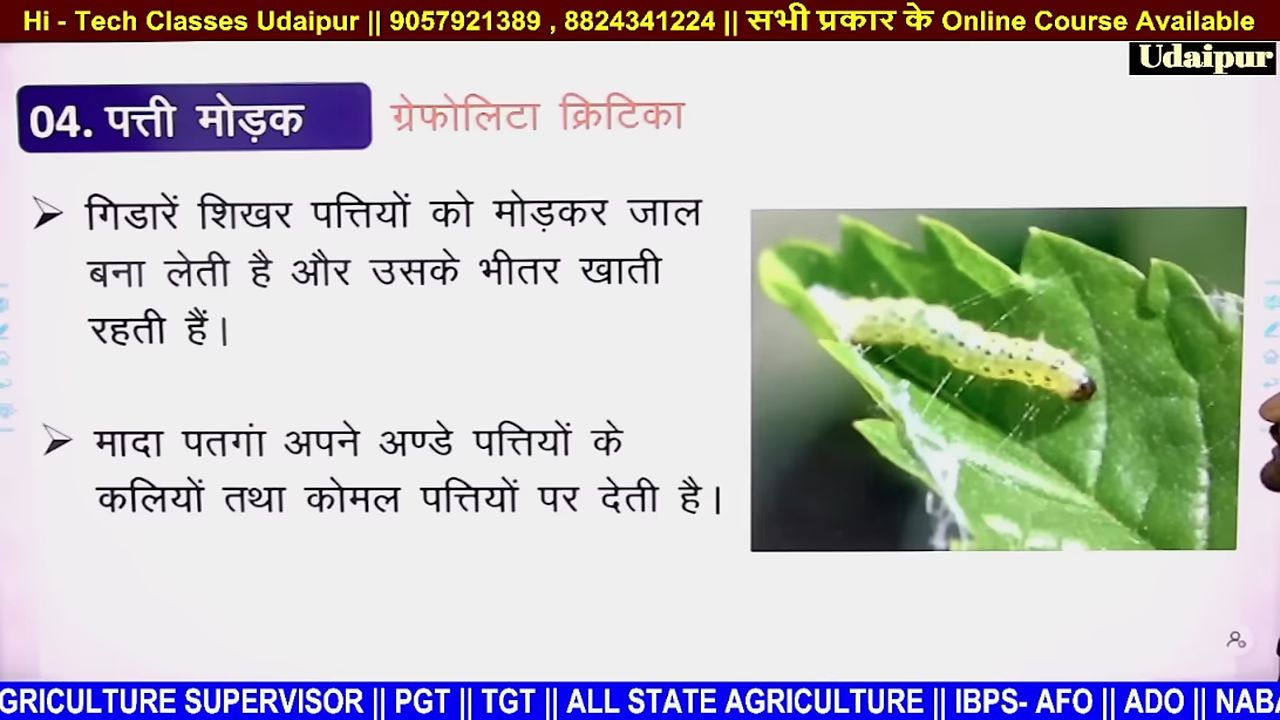 Hi - Tech Classes Udaipur || 9057921389 , 8824341224 || सभी प्रकार के Online Course Available
Udaipur
04. पत्ती मोड़क
ग्रेफोलिटा क्रिटिका
➢ गिडारें शिखर पत्तियों को मोड़कर जाल
बना लेती है और उसके भीतर खाती
रहती हैं।
➢ मादा पतगां अपने अण्डे पत्तियों के
कलियों तथा कोमल पत्तियों पर देती है।
GRICULTURE SUPERVISOR || PGT || TGT || ALL STATE AGRICULTURE || IBPS- AFO || ADO || NABA